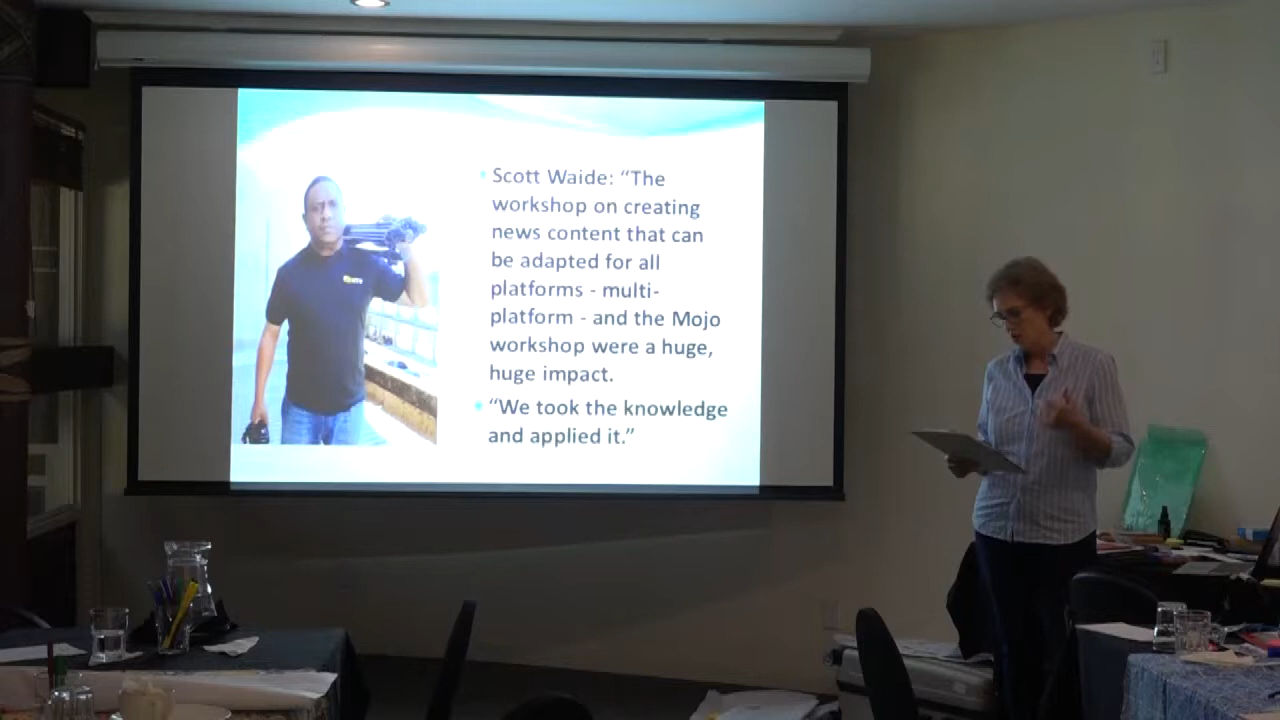 Scott Waide: “The
workshop on creating
news content that can
be adapted for all
platforms - multi-
platform - and the Mojo
workshop were a huge,
huge impact.
“We took the knowledge
and applied it.”